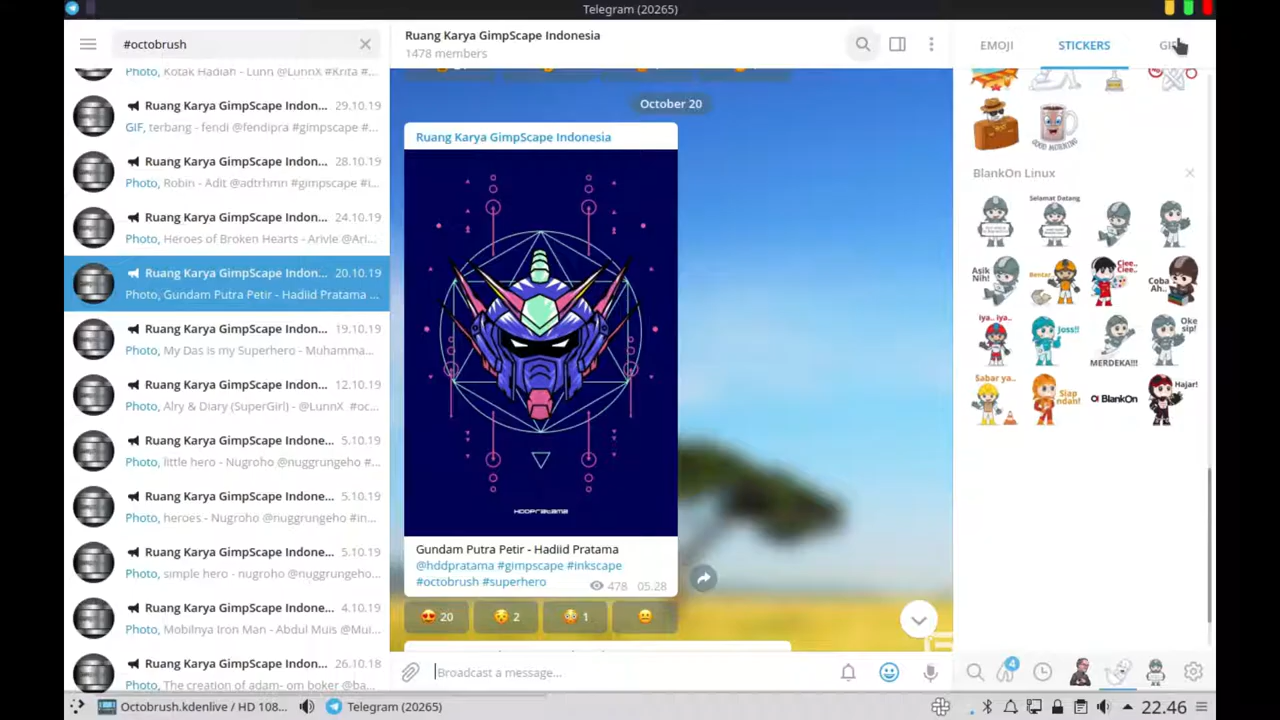 Telegram (20265)
#octobrush
Photo, Kotak Hadiah - Lunn @LunnX #Krita #...
Ruang Karya GimpScape Indon... 29.10.19
GIF, terbang - fendi @fendipra #gimpscape #...
Ruang Karya GimpScape Indon... 28.10.19
Photo, Robin - Adit @adtrhmn #gimpscape #i...
Ruang Karya GimpScape Indon... 24.10.19
Photo, Heroes of Broken Hearts - Arivle @Ari...
Ruang Karya GimpScape Indon... 20.10.19
Photo, Gundam Putra Petir - Hadiid Pratama ...
Ruang Karya GimpScape Indon... 19.10.19
Photo, My Das is my Superhero - Muhamma...
Ruang Karya GimpScape Indon... 12.10.19
Photo, Alry & Diary (SuperGirl) - @LunnX #oc...
Ruang Karya GimpScape Indone... 5.10.19
Photo, little hero - Nugroho @nuggrungeho #...
Ruang Karya GimpScape Indone... 5.10.19
Photo, heroes - Nugroho @nuggrungeho #in...
Ruang Karya GimpScape Indone... 5.10.19
Photo, simple hero - nugroho @nuggrungeho...
Ruang Karya GimpScape Indone... 4.10.19
Photo, Mobilnya Iron Man - Abdul Muis @Mui...
Ruang Karya GimpScape Indon... 26.10.18
Photo, The creation of adam- om boker @ba...
Ruang Karya GimpScape Indonesia
1478 members
October 20
Ruang Karya GimpScape Indonesia
HDDPratama
Gundam Putra Petir - Hadiid Pratama
@hddpratama #gimpscape #inkscape
#octobrush #superhero
478 05.28
20 2 1
Broadcast a message...
EMOJI STICKERS
GOOD MORNING
BlankOn Linux
Selamat Datang
Asik Nih..
Bentar
Ciee.. Ciee..
Coba Ah..
iya.. iya..
Joss!!
MERDEKA!!!
Oke sip!
Sabar ya..
Siap ndan!
BlankOn
Hajar!
4
Octobrush.kdenlive / HD 108...
Telegram (20265)
22.46